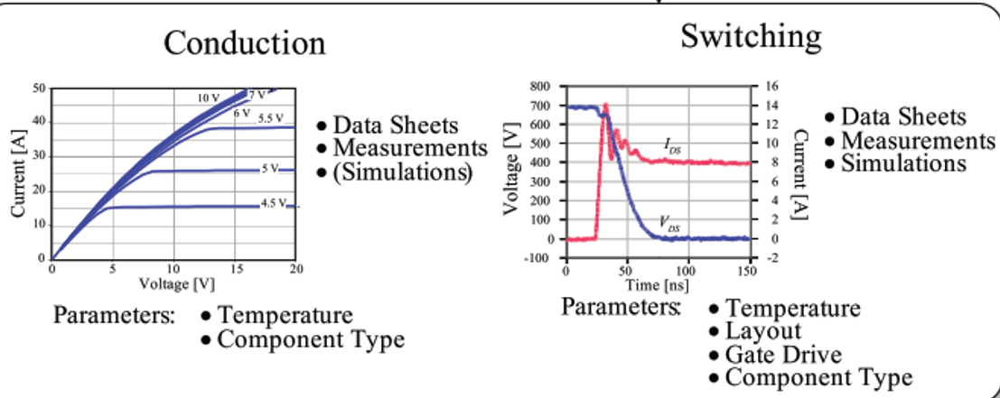 Conduction
50
40
30
20
10
0
Current [A]
10 V
7 V
6 V
5.5 V
5 V
4.5 V
0
5
10
15
20
Voltage [V]
• Data Sheets
• Measurements
• (Simulations)
Parameters:
• Temperature
• Component Type
Switching
800
700
600
500
400
300
200
100
0
-100
Voltage [V]
I_DS
V_DS
16
14
12
10
8
6
4
2
0
-2
Current [A]
0
50
100
150
Time [ns]
• Data Sheets
• Measurements
• Simulations
Parameters:
• Temperature
• Layout
• Gate Drive
• Component Type